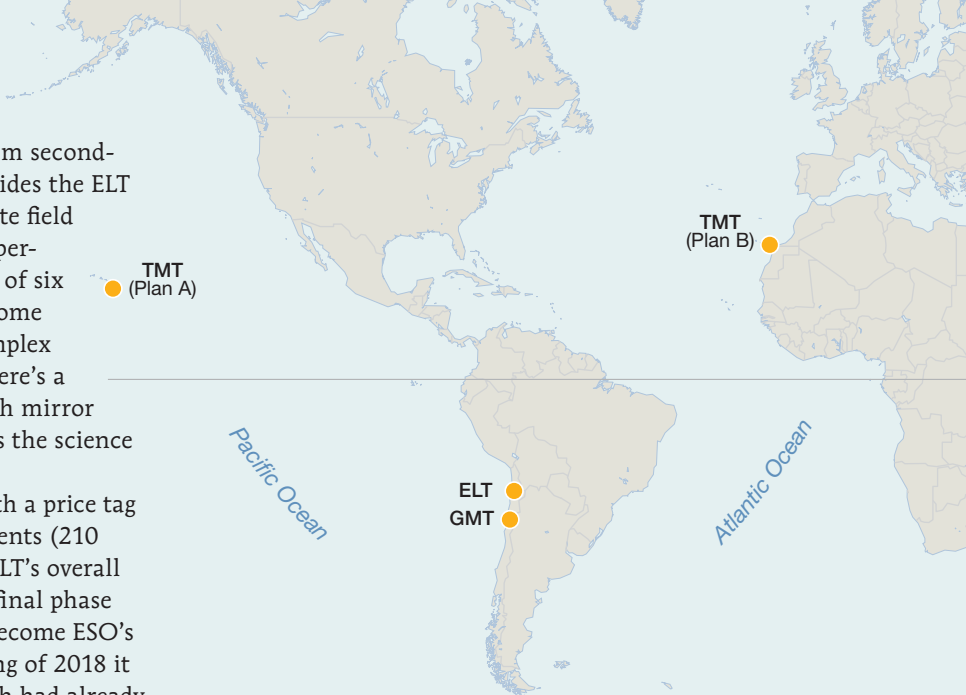 m second-
ides the ELT
te field
per-
of six
ome
nplex
ere's a
h mirror
s the science
th a price tag
ents (210
LT's overall
final phase
ecome ESO's
ng of 2018 it
h had already
TMT
(Plan A)
TMT
(Plan B)
Pacific Ocean
Atlantic Ocean
ELT
GMT